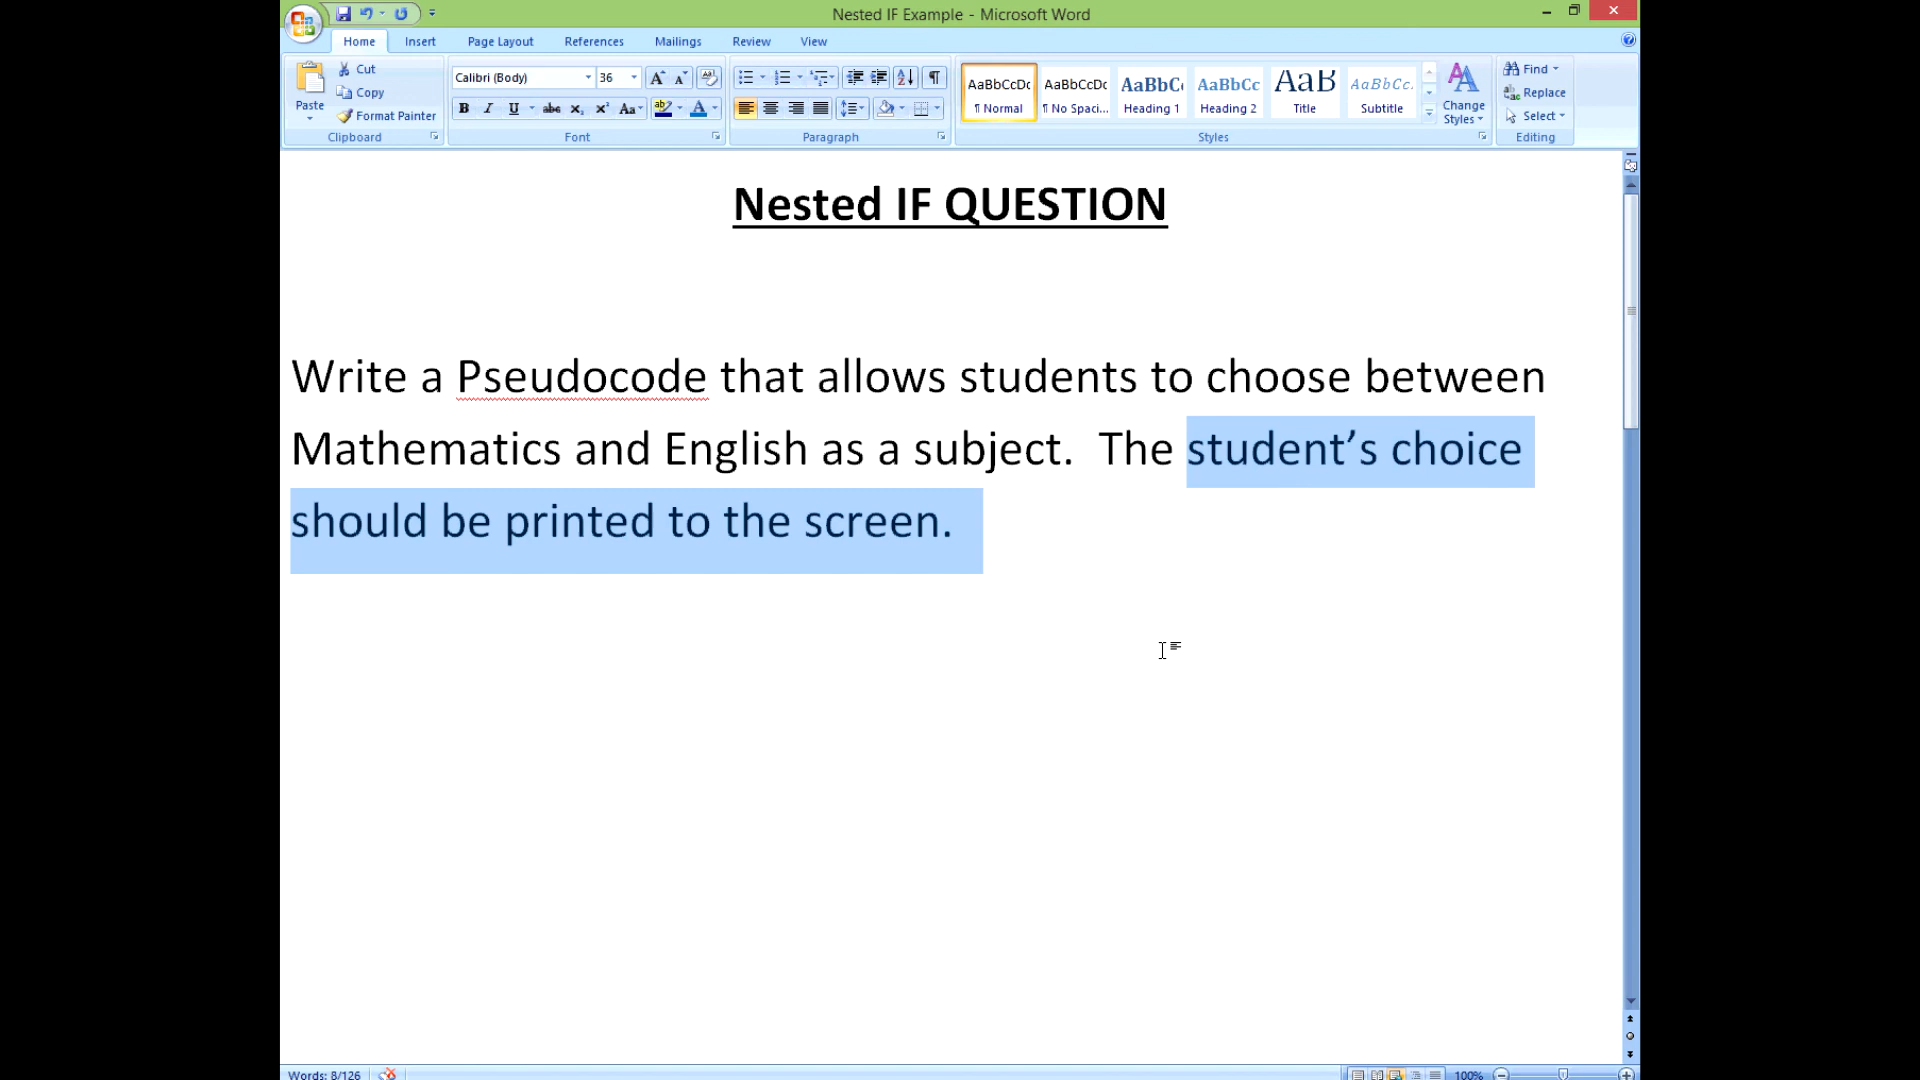 Nested IF Example - Microsoft Word
Home Insert Page Layout References Mailings Review View
Paste
Cut
Copy
Format Painter
Clipboard
Calibri (Body) 36
Font
Paragraph
AaBbCcDc AaBbCcDc AaBbC AaBbCc AaB AaBbCc.
¶ Normal ¶ No Spaci... Heading 1 Heading 2 Title Subtitle
Change
Styles
Styles
Find
Replace
Select
Editing
Nested IF QUESTION
Write a Pseudocode that allows students to choose between
Mathematics and English as a subject.  The student’s choice
should be printed to the screen.
Words: 8/126
100%